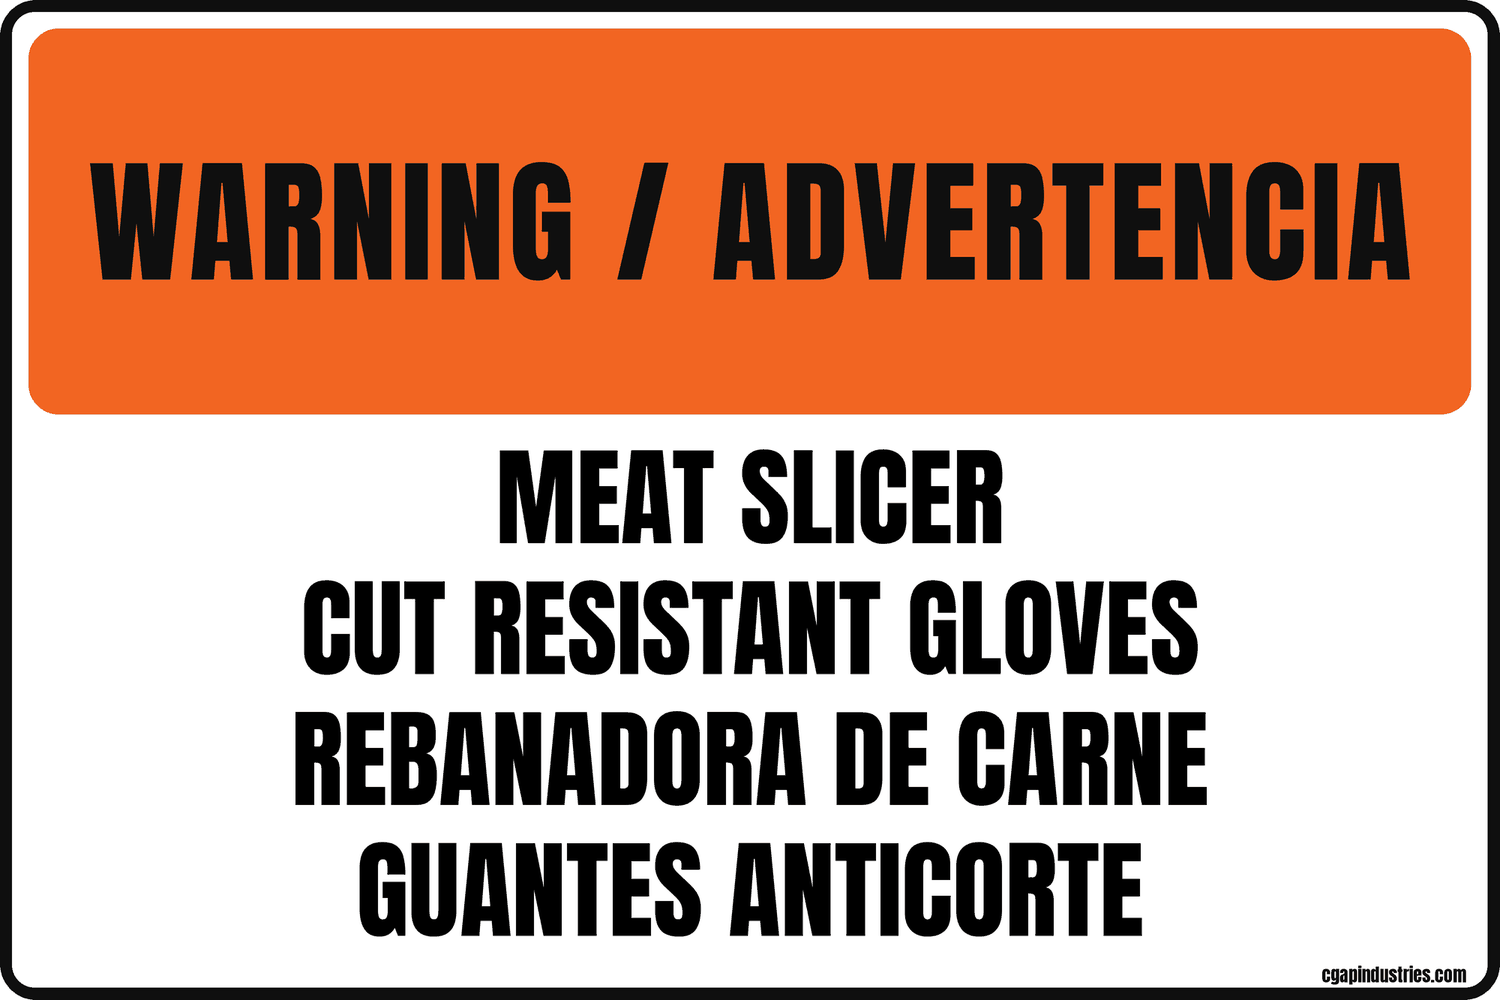 WARNING / ADVERTENCIA
MEAT SLICER
CUT RESISTANT GLOVES
REBANADORA DE CARNE
GUANTES ANTICORTE
cgapindustries.com